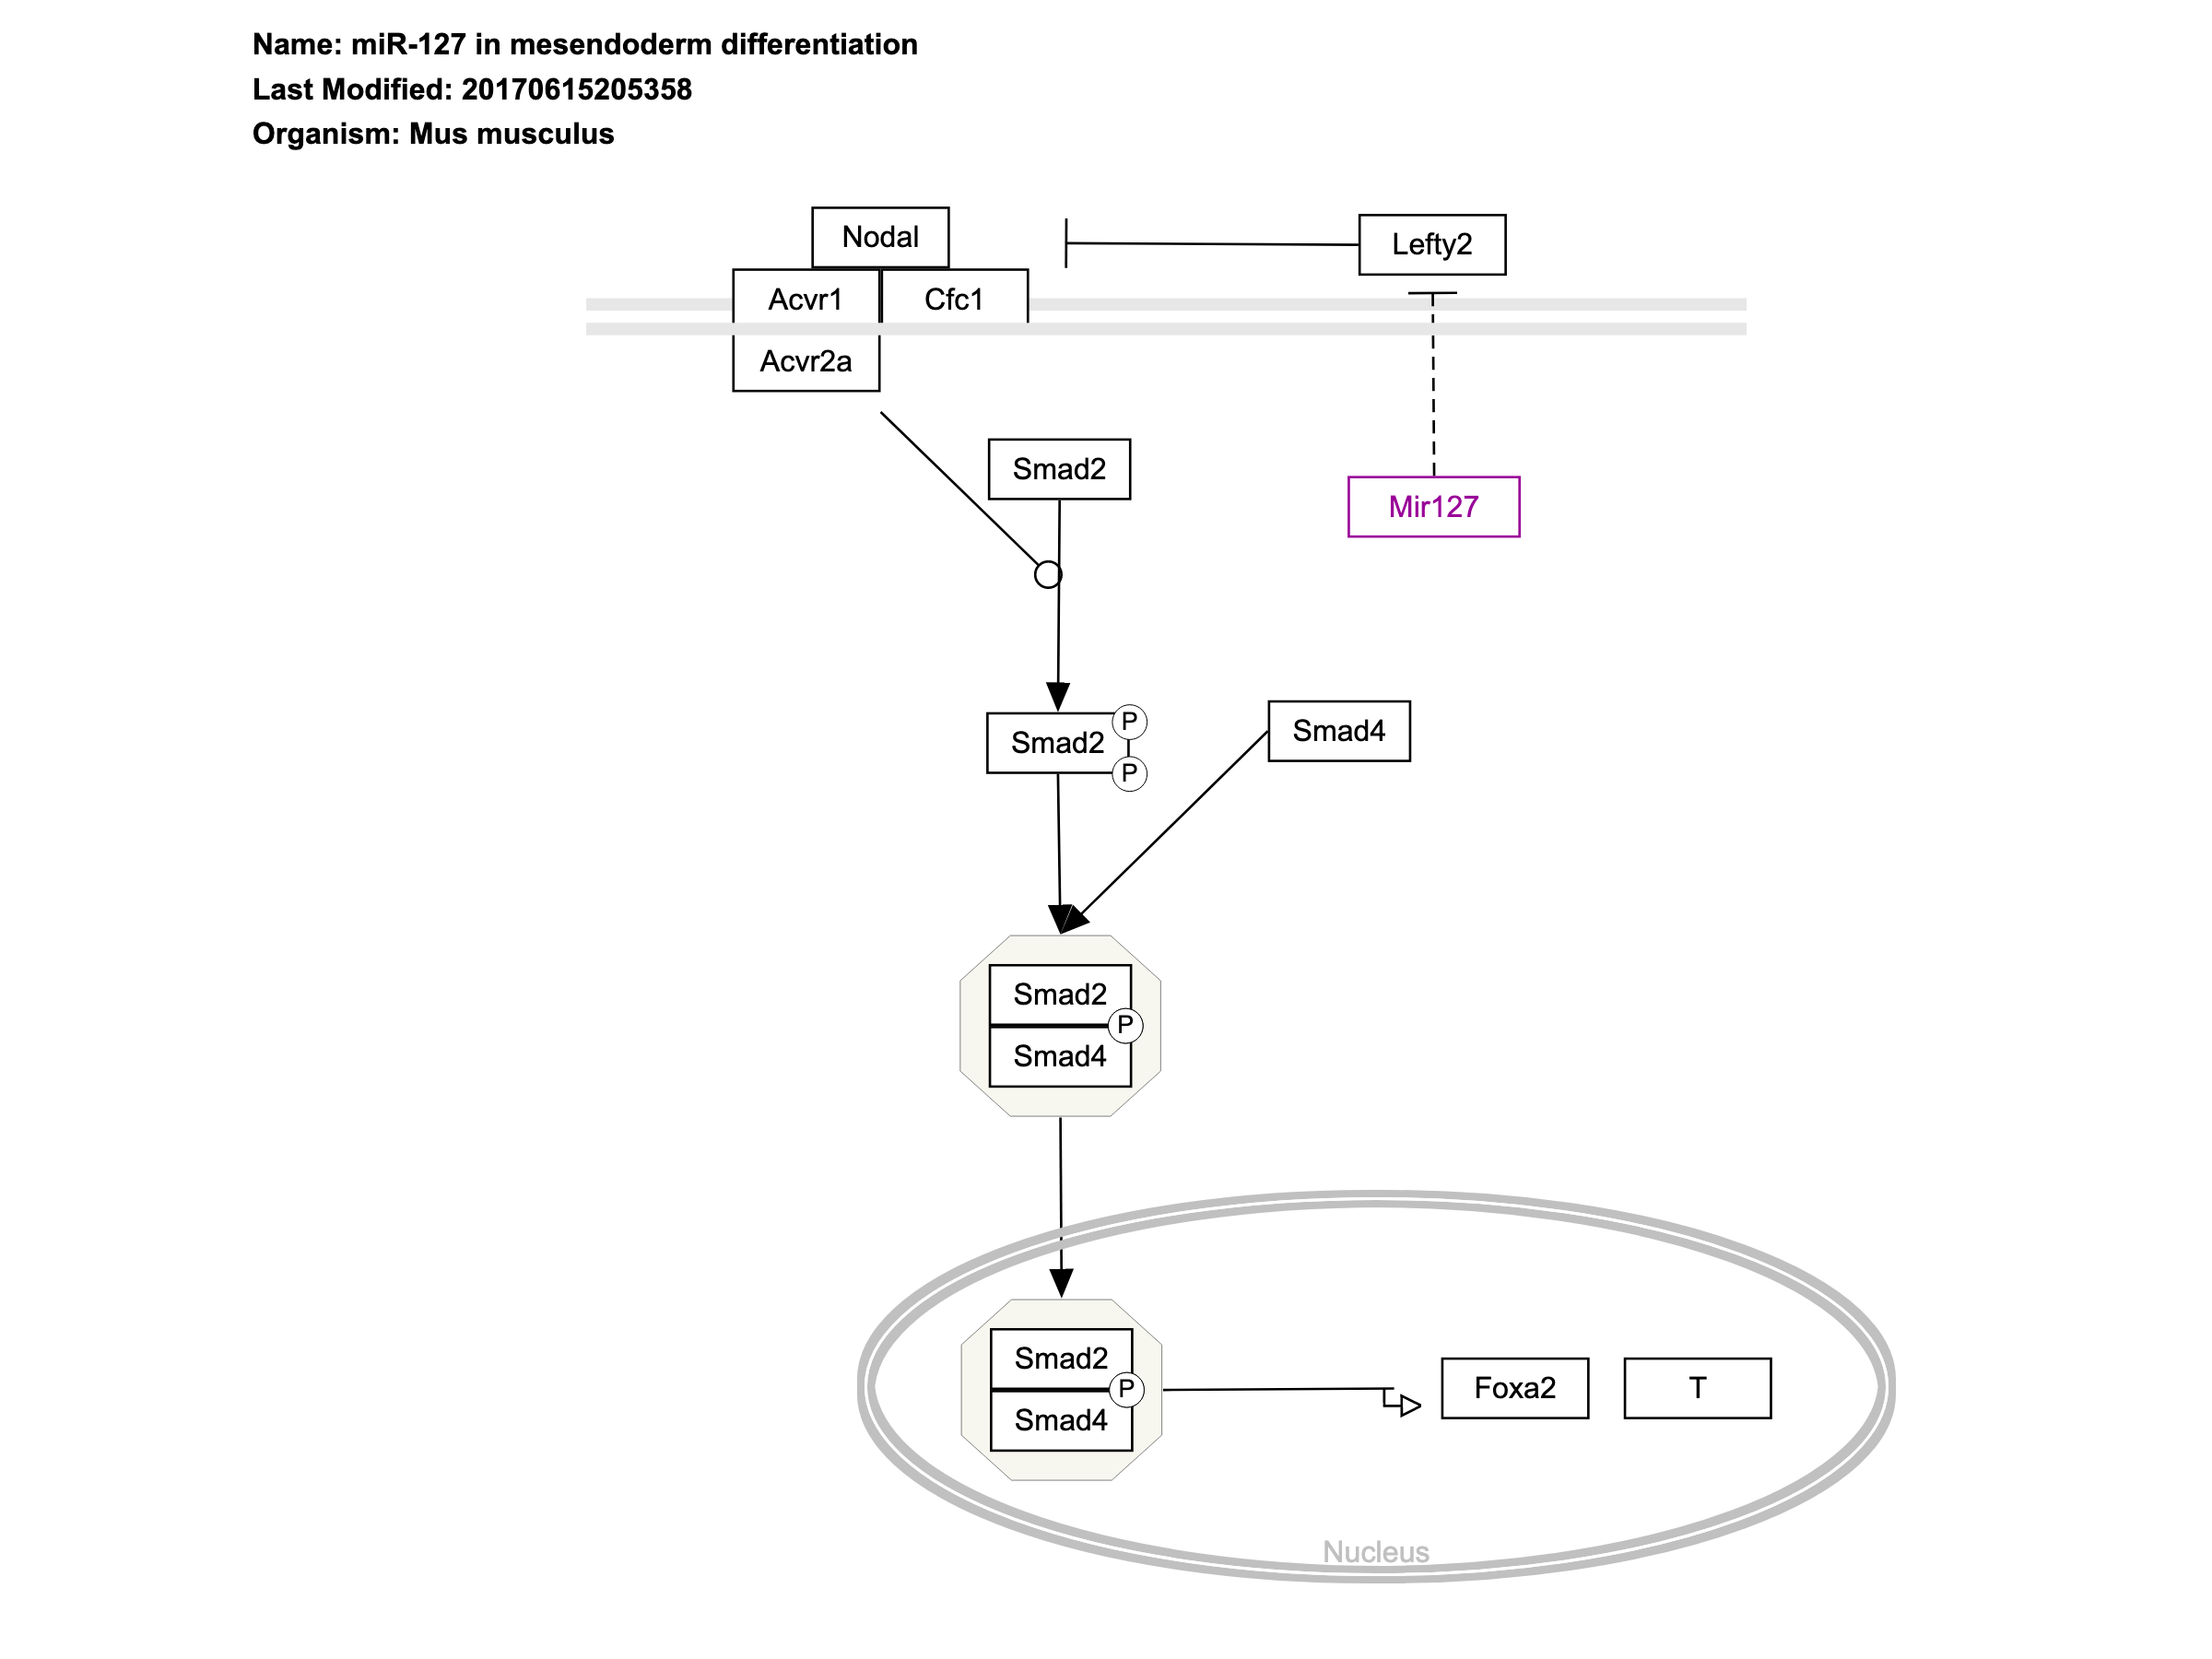 Name: miR-127 in mesendoderm differentiation
Last Modified: 20170615205358
Organism: Mus musculus
Nodal
Lefty2
Acvr1
Cfc1
Acvr2a
Smad2
Mir127
Smad2
P
P
Smad4
Smad2
P
Smad4
Smad2
P
Smad4
Foxa2
T
Nucleus